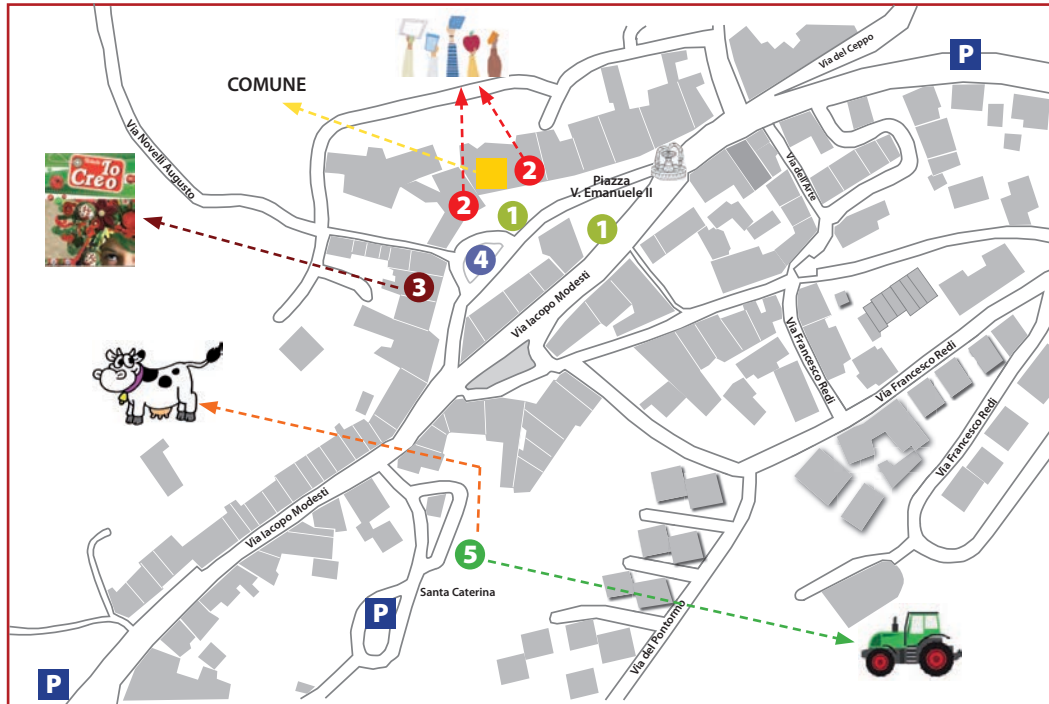 Via del Ceppo
P
COMUNE
Via Novelli Augusto
Io
Creo
2
2
Piazza
V. Emanuele II
Via dell'Arte
1
1
4
3
Via Iacopo Modesti
Via Francesco Redi
Via Francesco Redi
Via Francesco Redi
Via Iacopo Modesti
5
Santa Caterina
P
Via del Pontormo
P